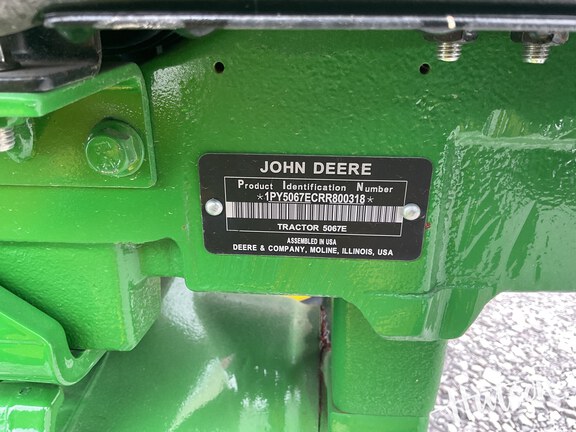 JOHN DEERE
Product Identification Number
*1PY5067ECRR800318*
TRACTOR 5067E
ASSEMBLED IN USA
DEERE & COMPANY, MOLINE, ILLINOIS, USA